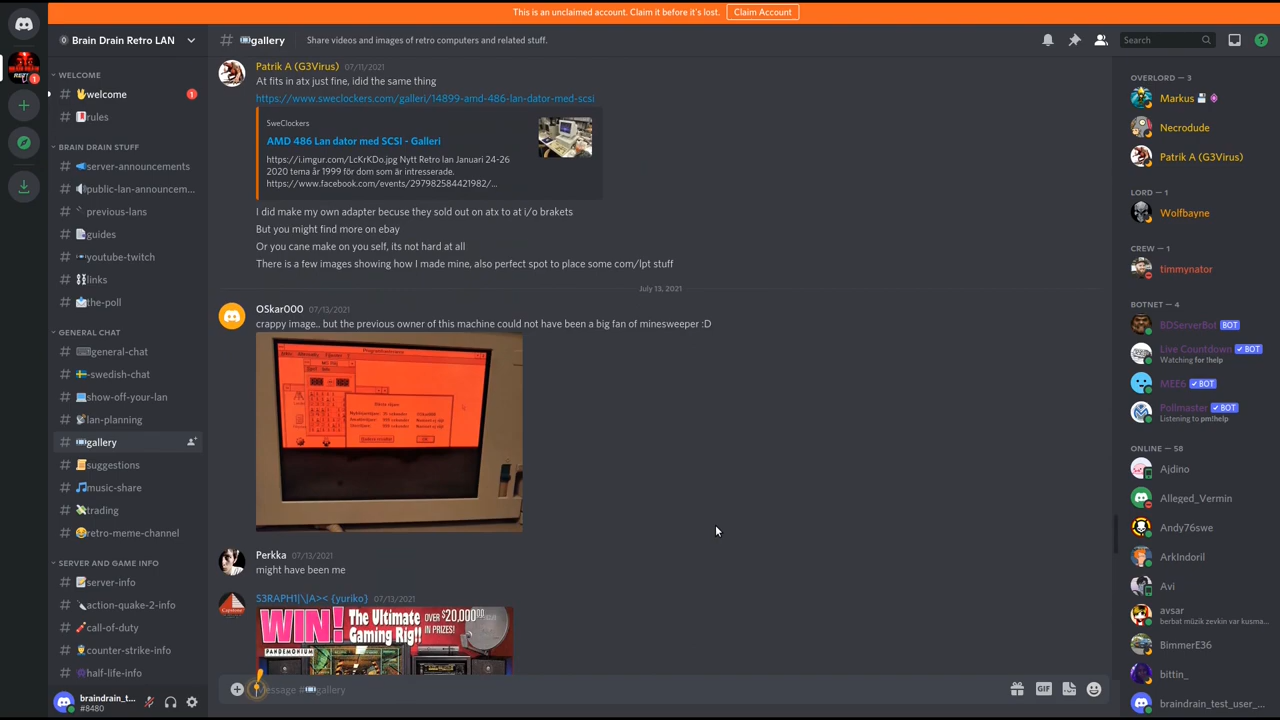 This is an unclaimed account. Claim it before it's lost. Claim Account
Brain Drain Retro LAN
# gallery Share videos and images of retro computers and related stuff.
Search
WELCOME
# welcome 1
# rules
BRAIN DRAIN STUFF
# server-announcements
# public-lan-announcem...
# previous-lans
# guides
# youtube-twitch
# links
# the-poll
GENERAL CHAT
# general-chat
# -swedish-chat
# show-off-your-lan
# lan-planning
# gallery
# suggestions
# music-share
# trading
# retro-meme-channel
SERVER AND GAME INFO
# server-info
# action-quake-2-info
# call-of-duty
# counter-strike-info
# half-life-info
braindrain_t...
#8480
Patrik A (G3Virus) 07/11/2021
At fits in atx just fine, idid the same thing
https://www.sweclockers.com/galleri/14899-amd-486-lan-dator-med-scsi
SweClockers
AMD 486 Lan dator med SCSI - Galleri
https://i.imgur.com/LcKrKDo.jpg Nytt Retro lan Januari 24-26
2020 tema år 1999 för dom som är intresserade.
https://www.facebook.com/events/297982584421982/...
I did make my own adapter becuse they sold out on atx to at i/o brakets
But you might find more on ebay
Or you cane make on you self, its not hard at all
There is a few images showing how I made mine, also perfect spot to place some com/lpt stuff
July 13, 2021
OSkar000 07/13/2021
crappy image.. but the previous owner of this machine could not have been a big fan of minesweeper :D
Perkka 07/13/2021
might have been me
S3RAPH1|\|A>< {yuriko} 07/13/2021
WIN! The Ultimate Gaming Rig!! OVER $20,000 IN PRIZES!
PANDEMONIUM
Message # gallery
GIF
OVERLORD — 3
Markus
Necrodude
Patrik A (G3Virus)
LORD — 1
Wolfbayne
CREW — 1
timmynator
BOTNET — 4
BDServerBot BOT
Live Countdown BOT
Watching for !help
MEE6 BOT
Pollmaster BOT
Listening to pm!help
ONLINE — 58
Ajdino
Alleged_Vermin
Andy76swe
ArkIndoril
Avi
avsar
berbat müzik zevkin var kusma...
BimmerE36
bittin_
braindrain_test_user_...